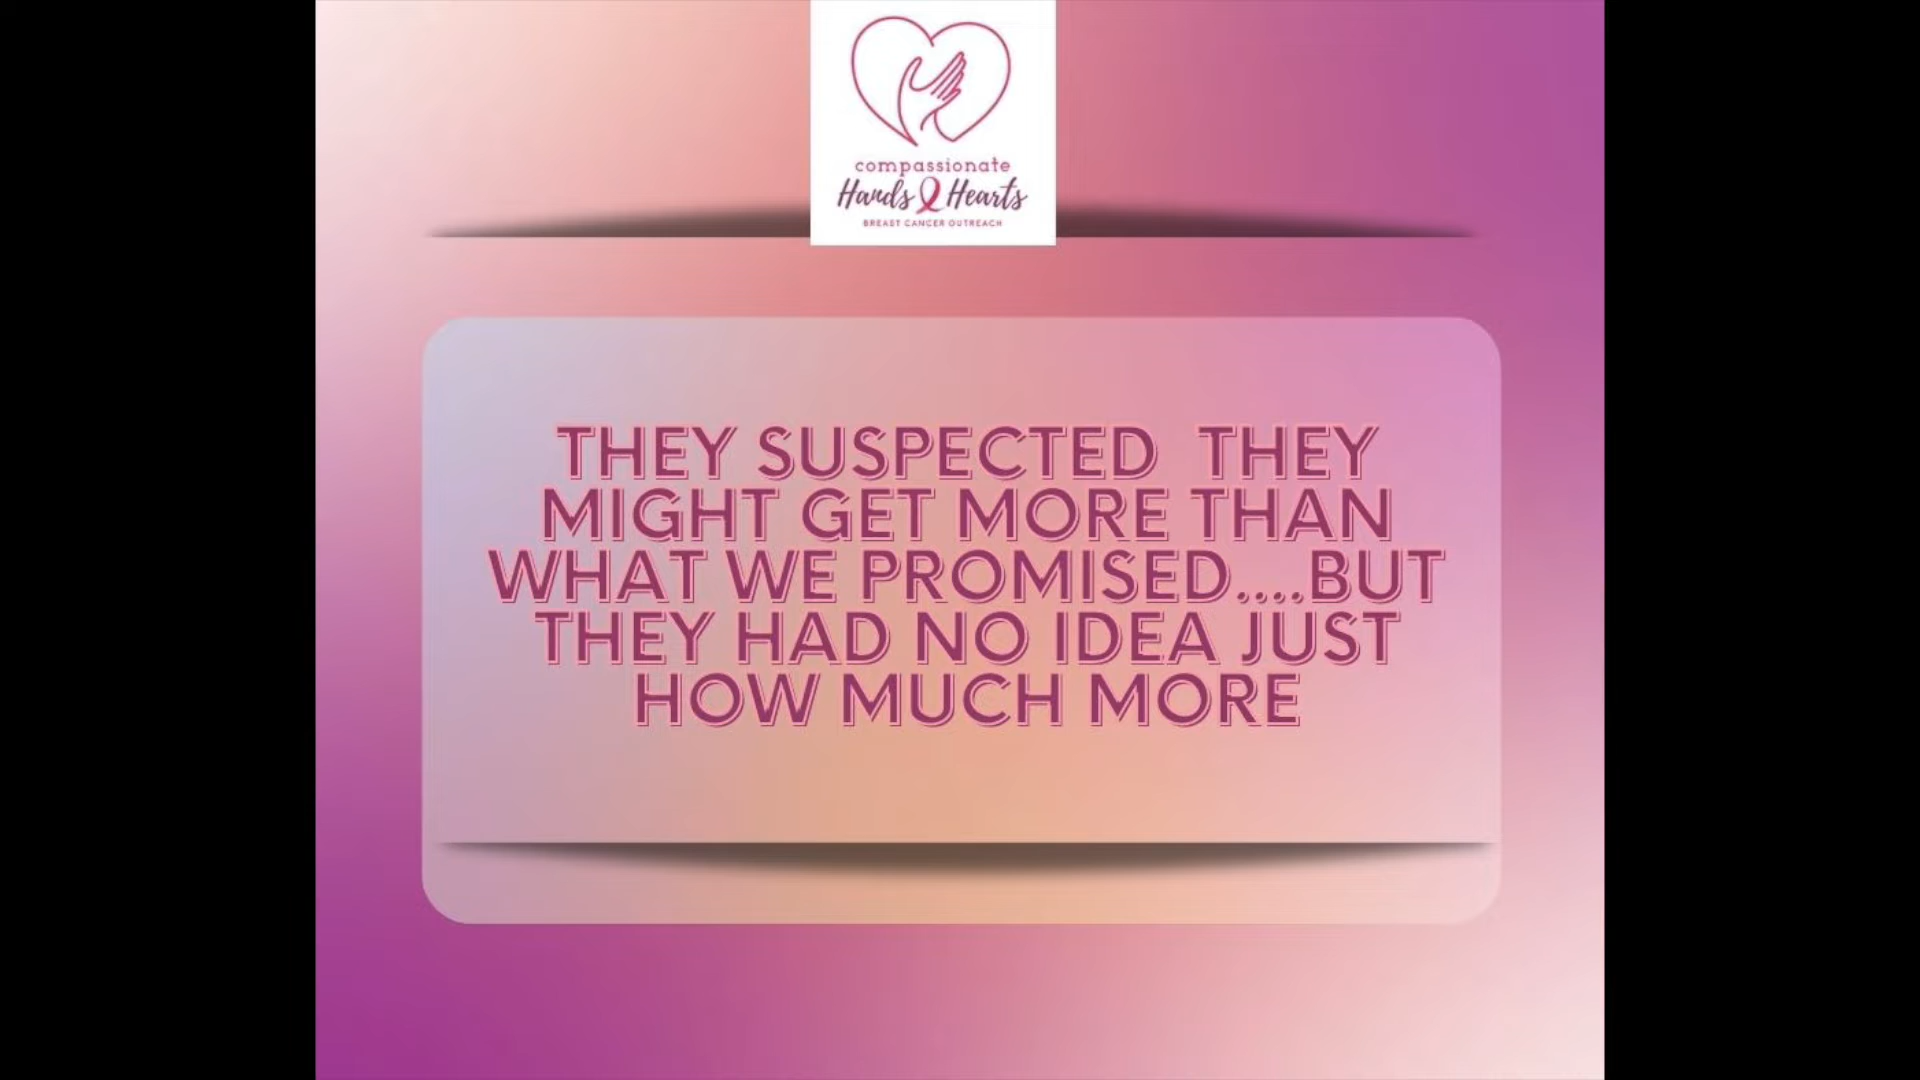 compassionate
Hands Hearts
BREAST CANCER OUTREACH
THEY SUSPECTED THEY
MIGHT GET MORE THAN
WHAT WE PROMISED....BUT
THEY HAD NO IDEA JUST
HOW MUCH MORE